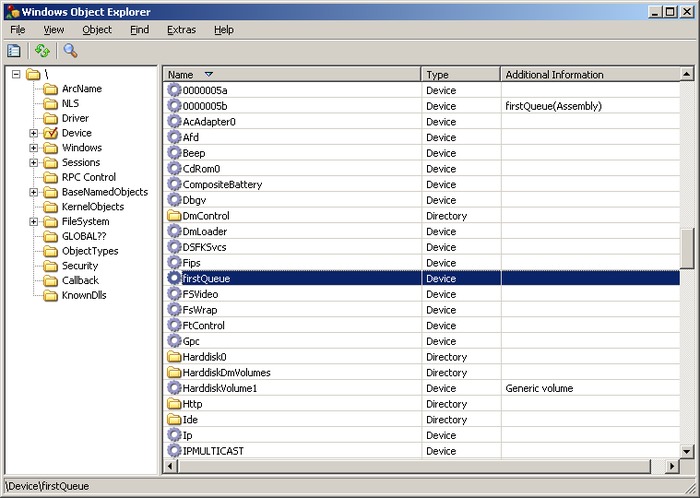 Windows Object Explorer
File View Object Find Extras Help
\
ArcName
NLS
Driver
Device
Windows
Sessions
RPC Control
BaseNamedObjects
KernelObjects
FileSystem
GLOBAL??
ObjectTypes
Security
Callback
KnownDlls
Name Type Additional Information
0000005a Device
0000005b Device firstQueue(Assembly)
AcAdapter0 Device
Afd Device
Beep Device
CdRom0 Device
CompositeBattery Device
Dbgv Device
DmControl Directory
DmLoader Device
DSFKSvcs Device
Fips Device
firstQueue Device
FSVideo Device
FsWrap Device
FtControl Device
Gpc Device
Harddisk0 Directory
HarddiskDmVolumes Directory
HarddiskVolume1 Device Generic volume
Http Directory
Ide Directory
Ip Device
IPMULTICAST Device
\Device\firstQueue